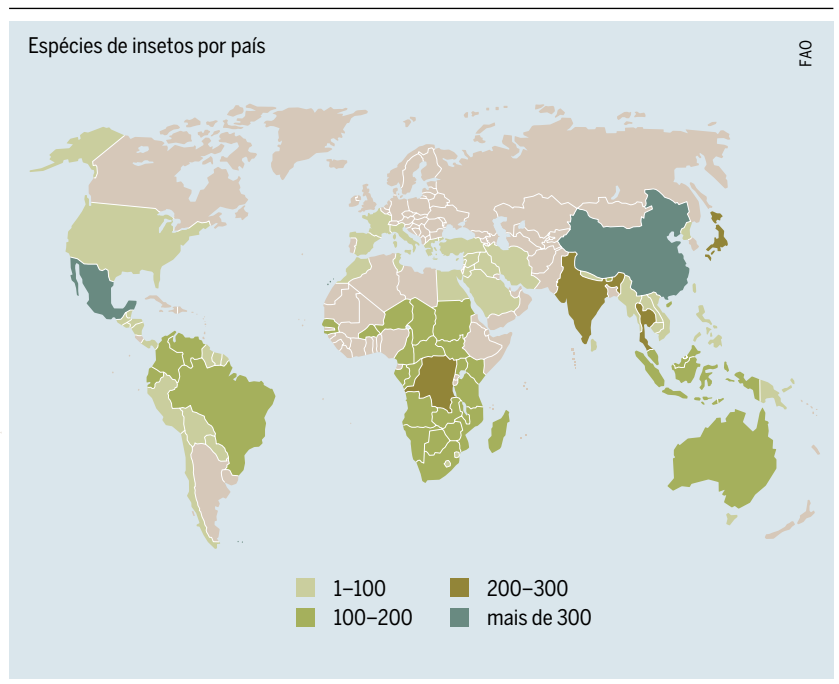 Espécies de insetos por país
FAO
1–100
100–200
200–300
mais de 300